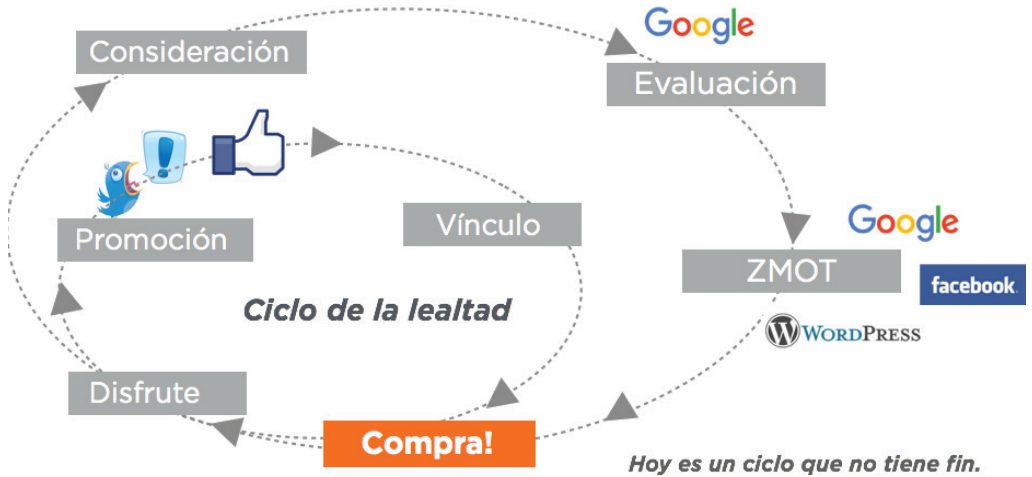 Google
Consideración
Evaluación
Promoción
Vínculo
Google
ZMOT
facebook.
Ciclo de la lealtad
WORDPRESS
Disfrute
Compra!
Hoy es un ciclo que no tiene fin.